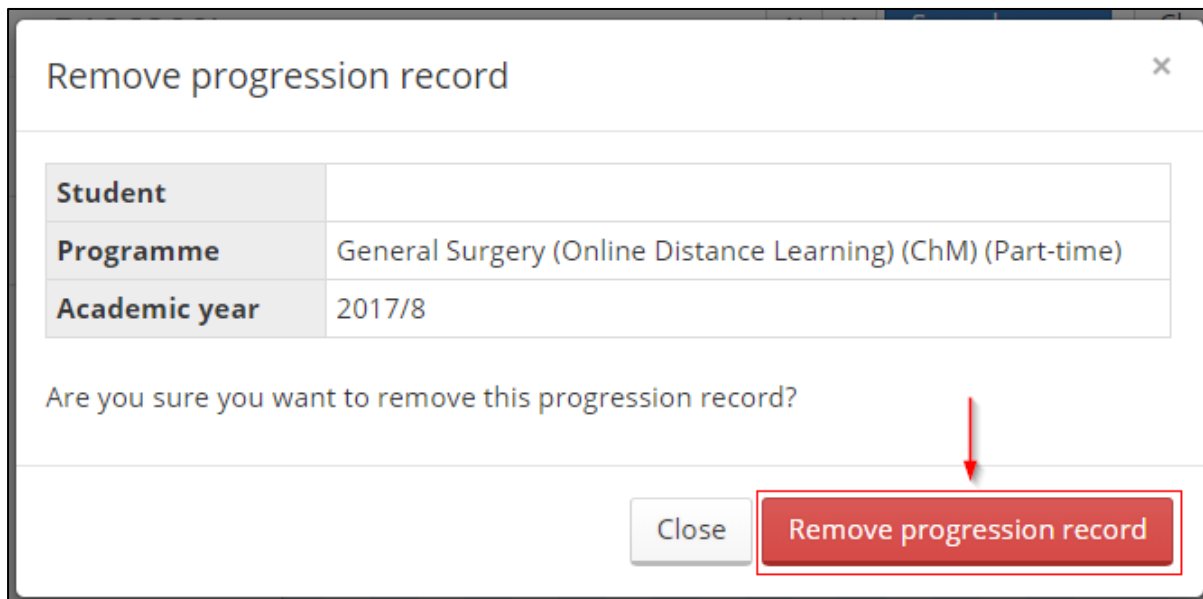 Remove progression record
×
Student
Programme General Surgery (Online Distance Learning) (ChM) (Part-time)
Academic year 2017/8
Are you sure you want to remove this progression record?
Close Remove progression record